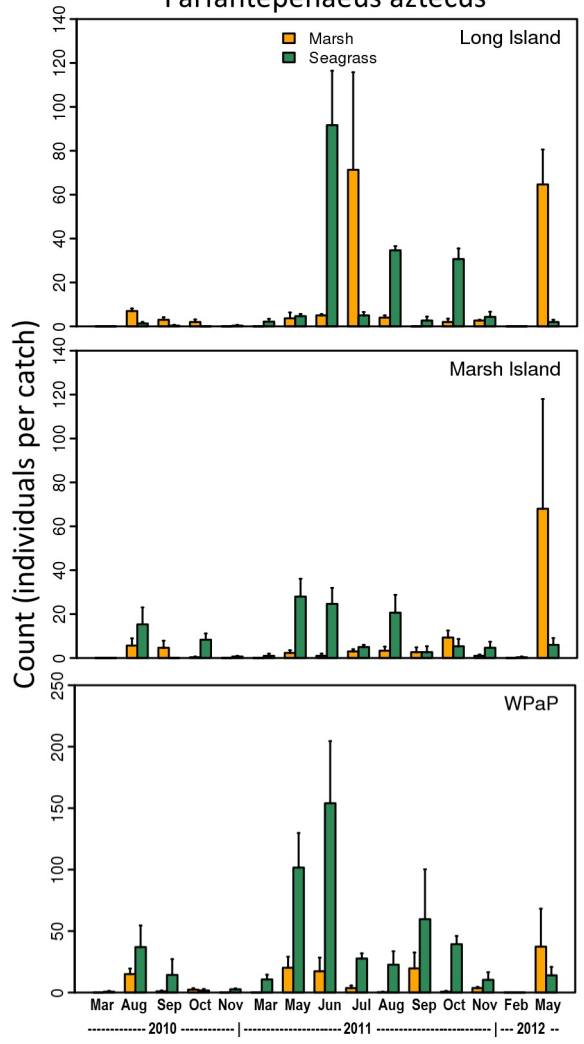 Farfantepenaeus aztecus
140
120
100
80
60
40
20
0
Marsh
Seagrass
Long Island
140
120
100
80
60
40
20
0
Marsh Island
Count (individuals per catch)
250
200
150
100
50
0
WPaP
Mar Aug Sep Oct Nov Mar May Jun Jul Aug Sep Oct Nov Feb May
-------------- 2010 --------------|----------------------- 2011 -----------------------|--- 2012 --